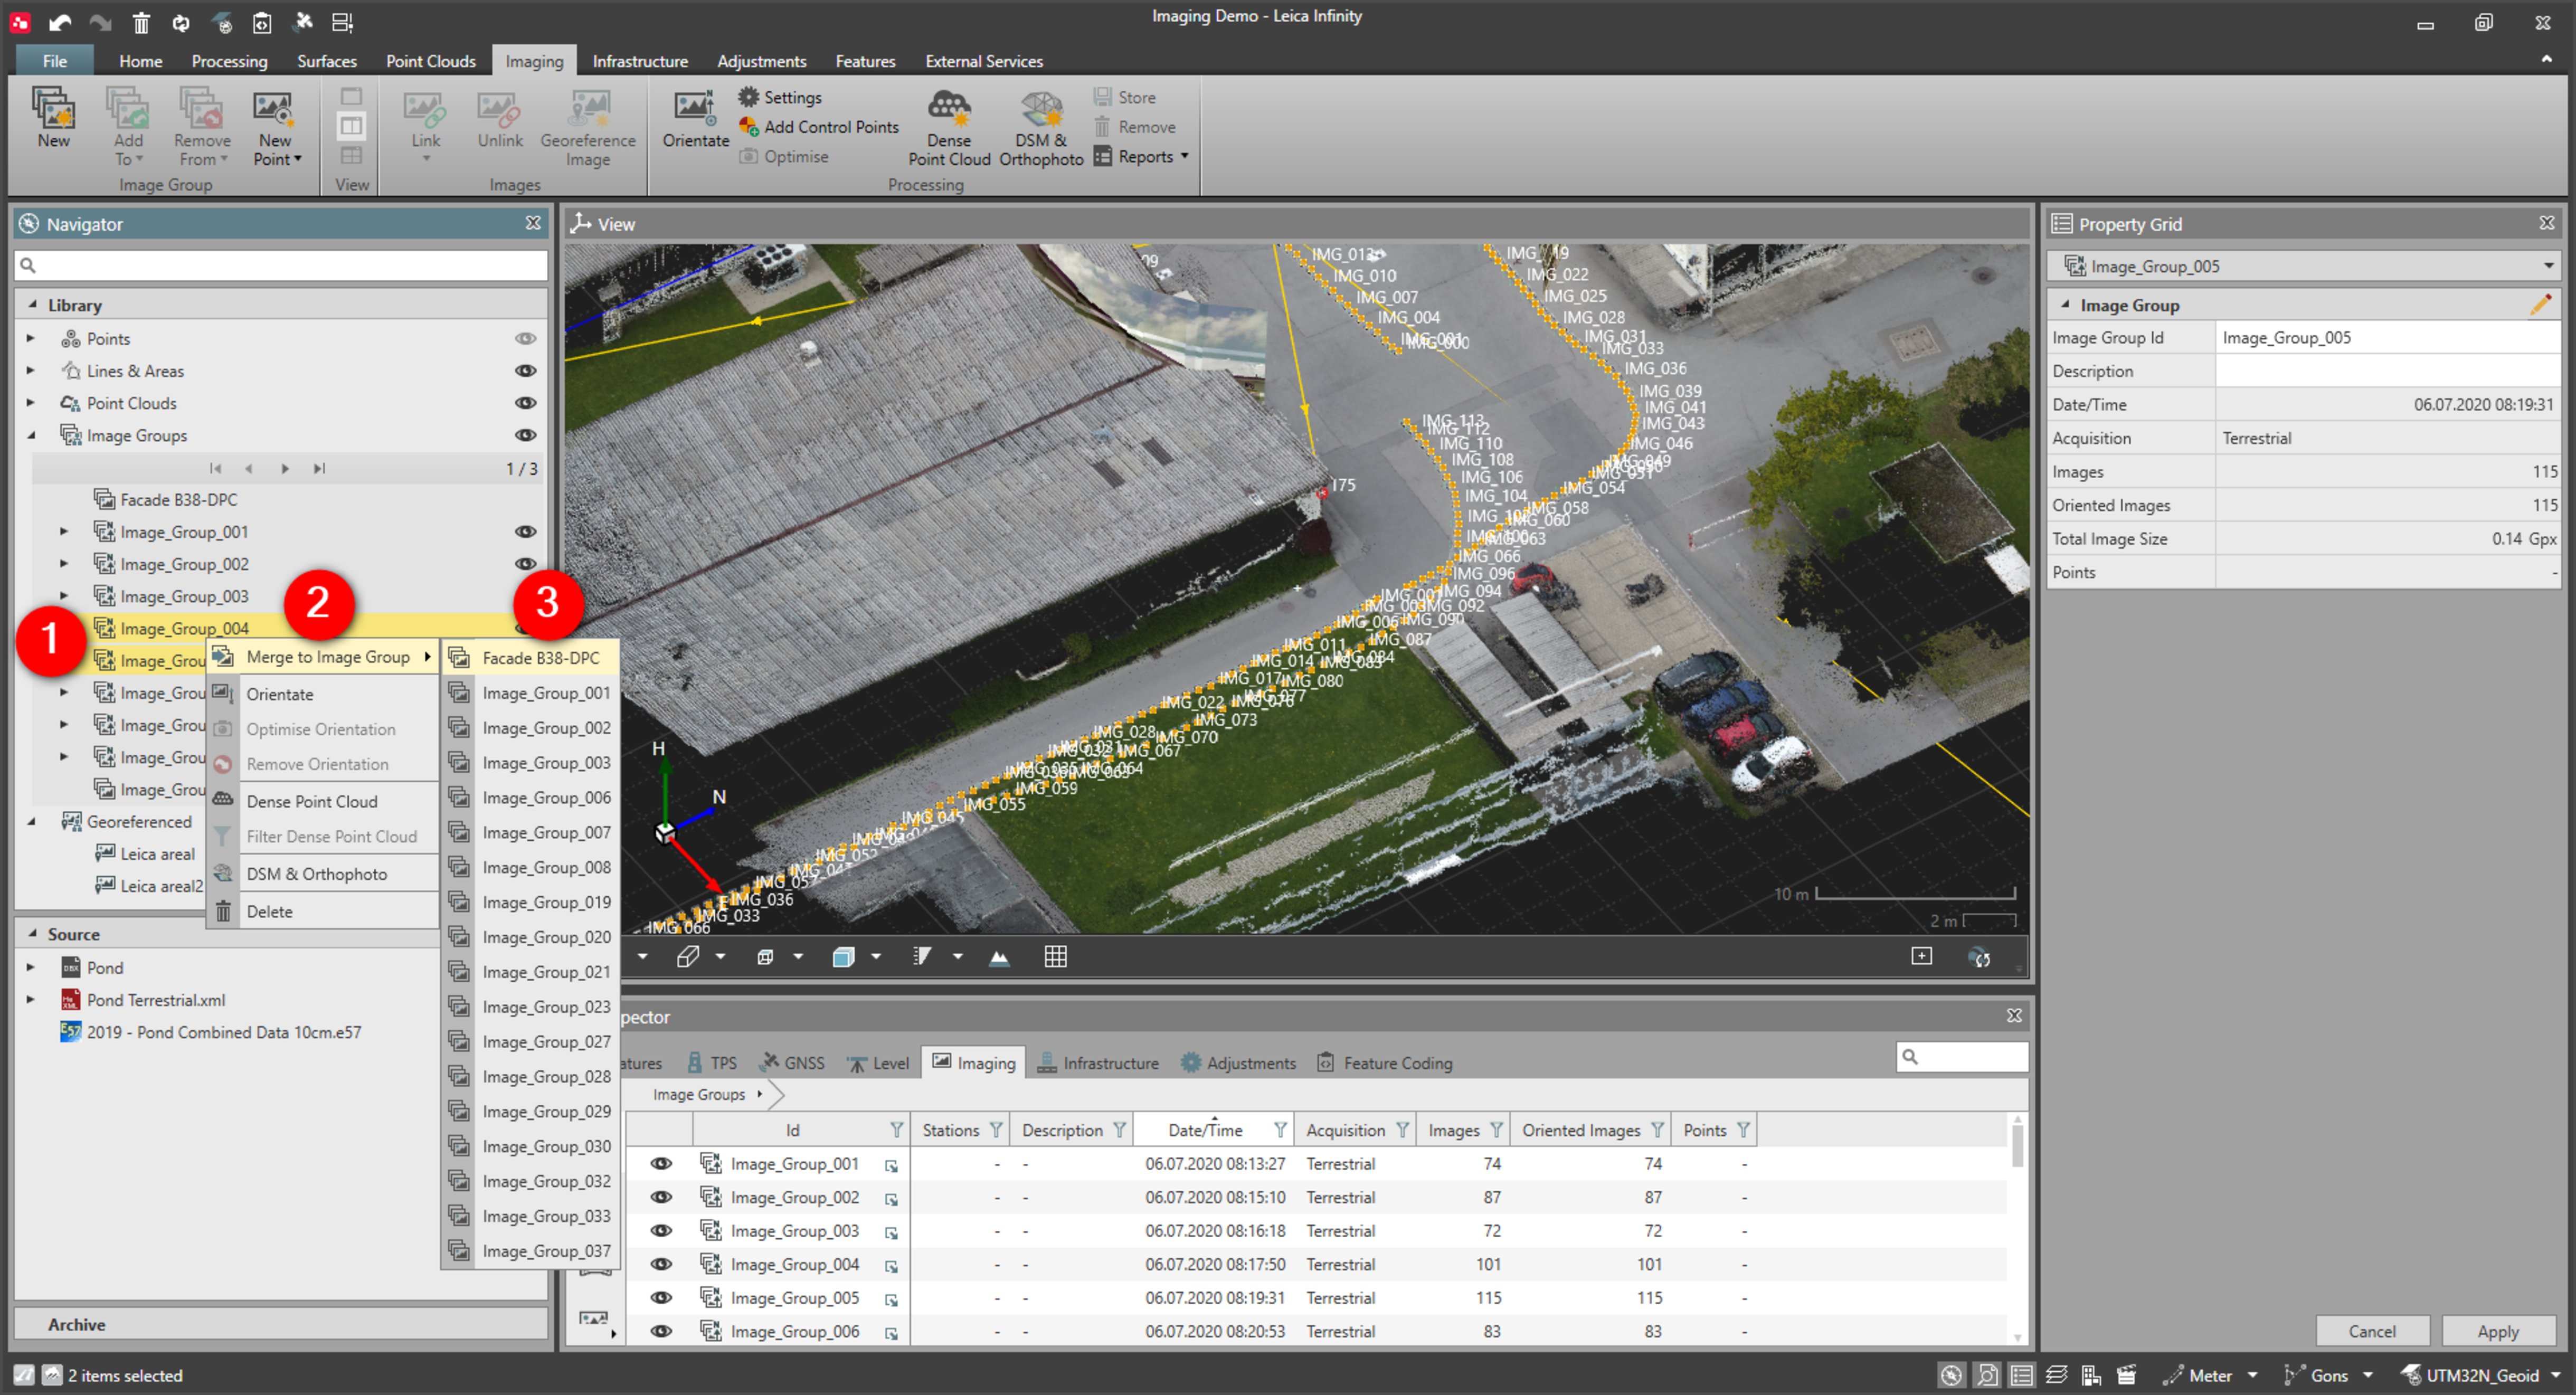 Imaging Demo - Leica Infinity
File Home Processing Surfaces Point Clouds Imaging Infrastructure Adjustments Features External Services
New
Add To
Remove From
New Point
Image Group
View
Link
Unlink
Georeference Image
Images
Orientate
Settings
Add Control Points
Optimise
Dense Point Cloud
DSM & Orthophoto
Store
Remove
Reports
Processing
Navigator
Library
Points
Lines & Areas
Point Clouds
Image Groups
1 / 3
Facade B38-DPC
Image_Group_001
Image_Group_002
Image_Group_003
Image_Group_004
Image_Grou
Image_Grou
Image_Grou
Image_Grou
Image_Grou
Georeferenced
Leica areal
Leica areal2
1
2
3
Merge to Image Group
Orientate
Optimise Orientation
Remove Orientation
Dense Point Cloud
Filter Dense Point Cloud
DSM & Orthophoto
Delete
Facade B38-DPC
Image_Group_001
Image_Group_002
Image_Group_003
Image_Group_006
Image_Group_007
Image_Group_008
Image_Group_019
Image_Group_020
Image_Group_021
Image_Group_023
Image_Group_027
Image_Group_028
Image_Group_029
Image_Group_030
Image_Group_032
Image_Group_033
Image_Group_037
Source
Pond
Pond Terrestrial.xml
2019 - Pond Combined Data 10cm.e57
Archive
2 items selected
View
09
IMG_010
IMG_007
IMG_004
IMG_022
IMG_025
IMG_028
IMG_031
IMG_033
IMG_036
IMG_039
IMG_041
IMG_043
IMG_046
IMG_049
IMG_054
IMG_058
IMG_060
IMG_113
IMG_112
IMG_110
IMG_108
IMG_106
IMG_104
IMG_066
IMG_096
IMG_094
IMG_092
IMG_090
IMG_087
IMG_084
IMG_080
IMG_077
IMG_073
IMG_070
IMG_067
IMG_064
IMG_059
IMG_055
IMG_006
IMG_011
IMG_014
IMG_017
IMG_022
IMG_028
IMG_045
IMG_052
IMG_057
IMG_036
IMG_033
IMG_066
175
H
N
E
10 m
2 m
pector
atures TPS GNSS Level Imaging Infrastructure Adjustments Feature Coding
Image Groups
Id Stations Description Date/Time Acquisition Images Oriented Images Points
Image_Group_001 - - 06.07.2020 08:13:27 Terrestrial 74 74 -
Image_Group_002 - - 06.07.2020 08:15:10 Terrestrial 87 87 -
Image_Group_003 - - 06.07.2020 08:16:18 Terrestrial 72 72 -
Image_Group_004 - - 06.07.2020 08:17:50 Terrestrial 101 101 -
Image_Group_005 - - 06.07.2020 08:19:31 Terrestrial 115 115 -
Image_Group_006 - - 06.07.2020 08:20:53 Terrestrial 83 83 -
Property Grid
Image_Group_005
Image Group
Image Group Id Image_Group_005
Description
Date/Time 06.07.2020 08:19:31
Acquisition Terrestrial
Images 115
Oriented Images 115
Total Image Size 0.14 Gpx
Points -
Cancel Apply
Meter Gons UTM32N_Geoid